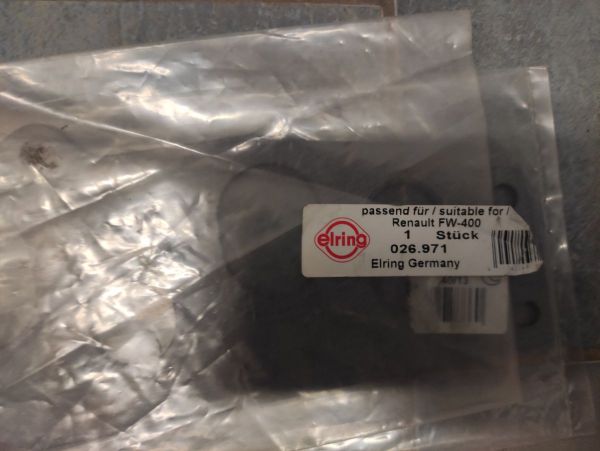 passend für / suitable for /
Renault FW-400
elring
1 Stück
026.971
Elring Germany